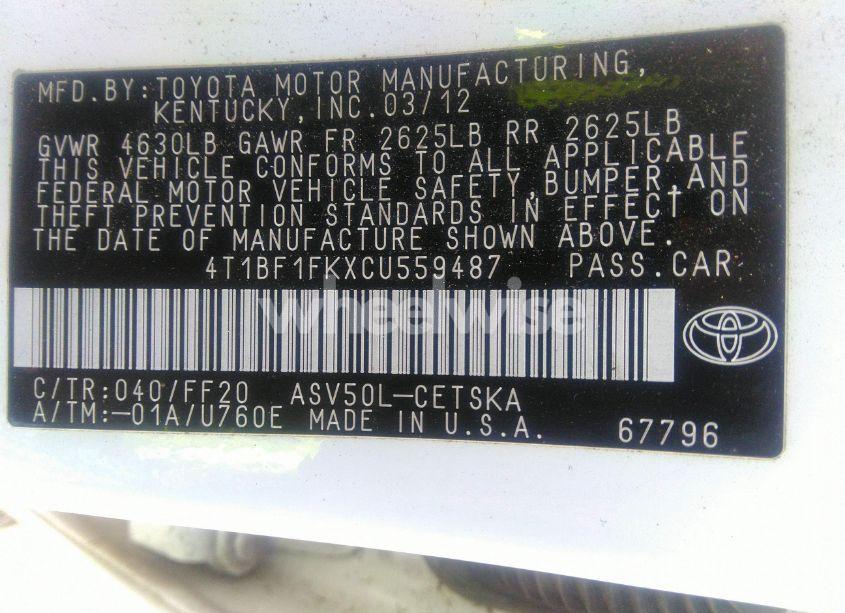 MFD. BY: TOYOTA MOTOR MANUFACTURING,
KENTUCKY, INC. 03/12
GVWR 4630LB GAWR FR 2625LB RR 2625LB
THIS VEHICLE CONFORMS TO ALL APPLICABLE
FEDERAL MOTOR VEHICLE SAFETY, BUMPER, AND
THEFT PREVENTION STANDARDS IN EFFECT ON
THE DATE OF MANUFACTURE SHOWN ABOVE.
4T1BF1FKXCU559487 PASS. CAR
wheelwise
C/TR: 040/FF20 ASV50L-CETSKA
A/TM: -01A/U760E MADE IN U.S.A. 67796